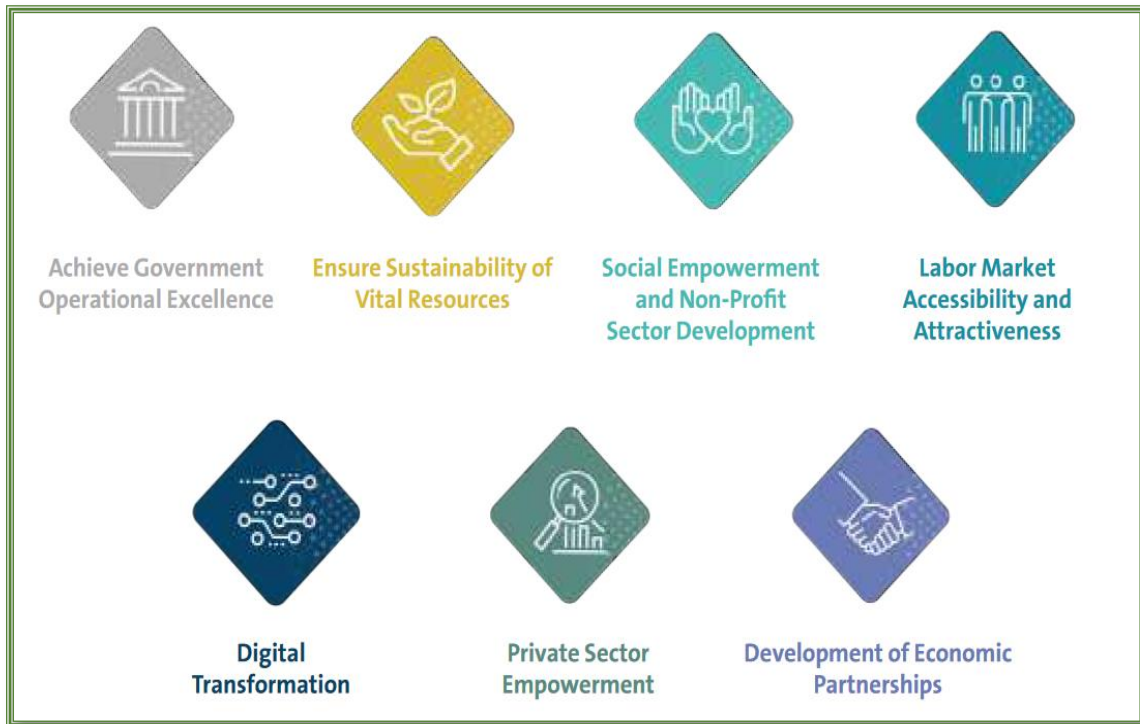 Achieve Government
Operational Excellence
Ensure Sustainability of
Vital Resources
Social Empowerment
and Non-Profit
Sector Development
Labor Market
Accessibility and
Attractiveness
Digital
Transformation
Private Sector
Empowerment
Development of Economic
Partnerships